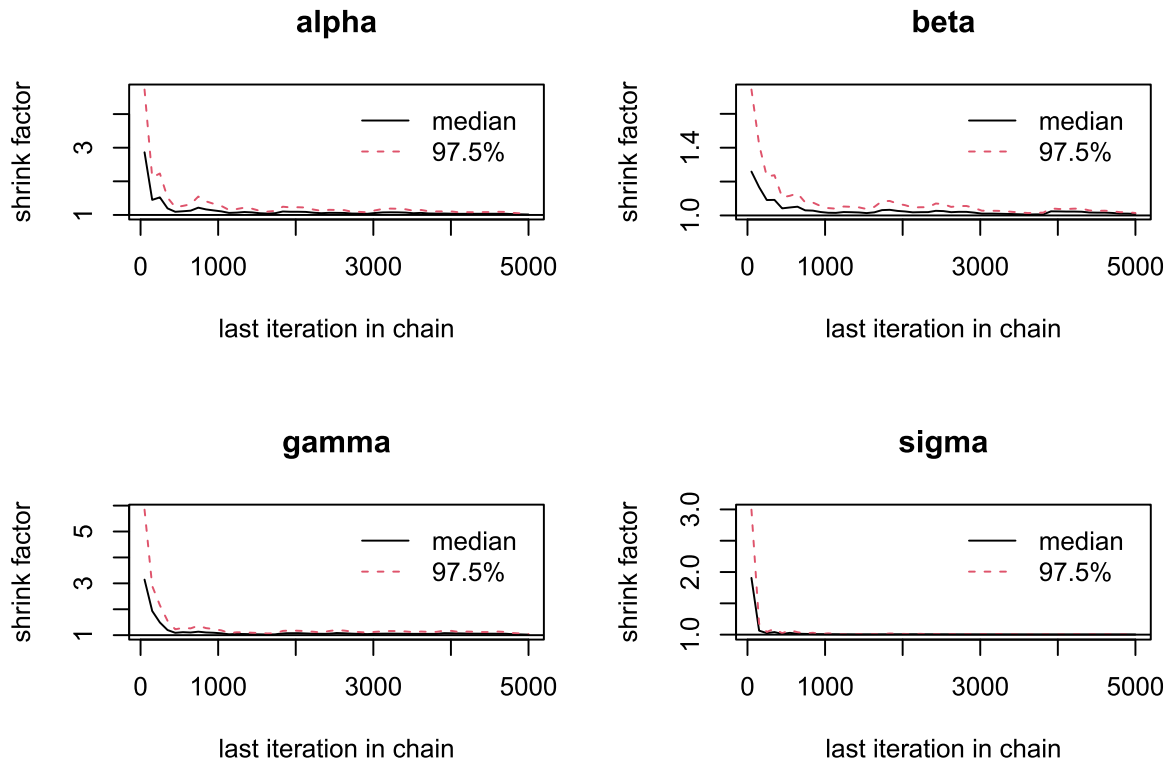 alpha
shrink factor
3
1
median
97.5%
0 1000 3000 5000
last iteration in chain
beta
shrink factor
1.4
1.0
median
97.5%
0 1000 3000 5000
last iteration in chain
gamma
shrink factor
5
3
1
median
97.5%
0 1000 3000 5000
last iteration in chain
sigma
shrink factor
3.0
2.0
1.0
median
97.5%
0 1000 3000 5000
last iteration in chain